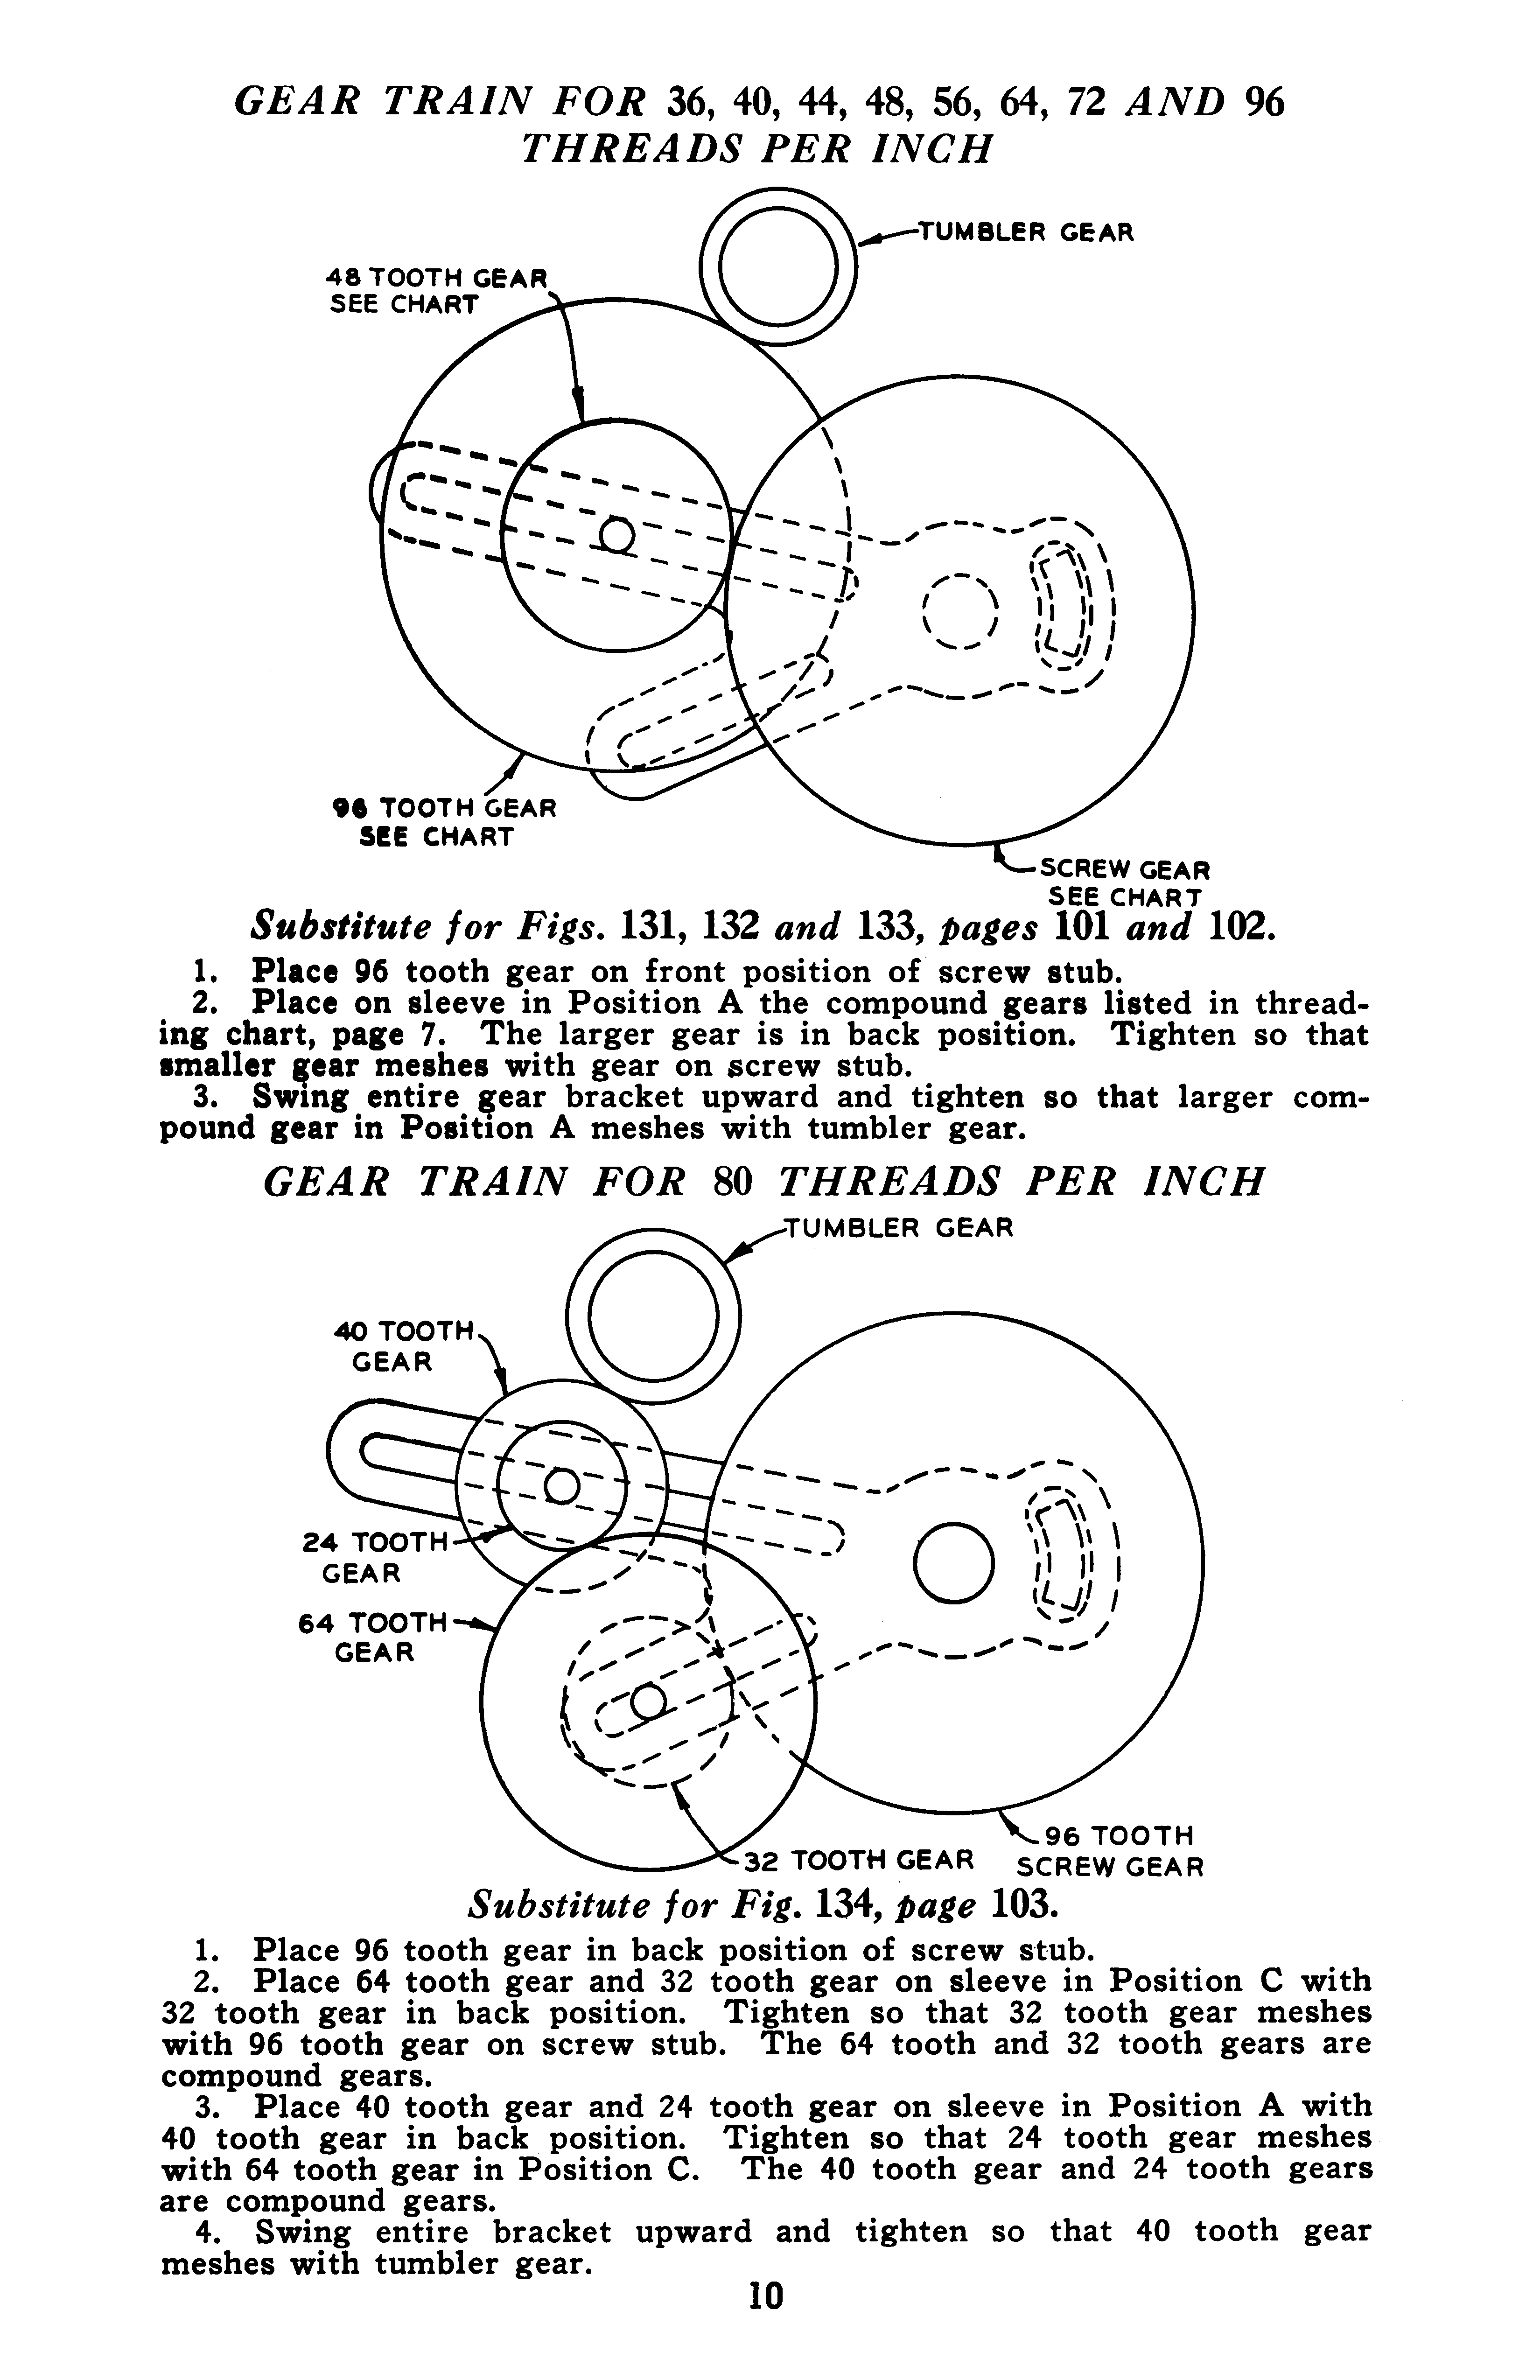 GEAR TRAIN FOR 36, 40, 44, 48, 56, 64, 72 AND 96
THREADS PER INCH
TUMBLER GEAR
48 TOOTH GEAR
SEE CHART
96 TOOTH GEAR
SEE CHART
SCREW GEAR
SEE CHART
Substitute for Figs. 131, 132 and 133, pages 101 and 102.
1. Place 96 tooth gear on front position of screw stub.
2. Place on sleeve in Position A the compound gears listed in thread-
ing chart, page 7. The larger gear is in back position. Tighten so that
smaller gear meshes with gear on screw stub.
3. Swing entire gear bracket upward and tighten so that larger com-
pound gear in Position A meshes with tumbler gear.
GEAR TRAIN FOR 80 THREADS PER INCH
TUMBLER GEAR
40 TOOTH
GEAR
24 TOOTH
GEAR
64 TOOTH
GEAR
32 TOOTH GEAR
96 TOOTH
SCREW GEAR
Substitute for Fig. 134, page 103.
1. Place 96 tooth gear in back position of screw stub.
2. Place 64 tooth gear and 32 tooth gear on sleeve in Position C with
32 tooth gear in back position. Tighten so that 32 tooth gear meshes
with 96 tooth gear on screw stub. The 64 tooth and 32 tooth gears are
compound gears.
3. Place 40 tooth gear and 24 tooth gear on sleeve in Position A with
40 tooth gear in back position. Tighten so that 24 tooth gear meshes
with 64 tooth gear in Position C. The 40 tooth gear and 24 tooth gears
are compound gears.
4. Swing entire bracket upward and tighten so that 40 tooth gear
meshes with tumbler gear.
10